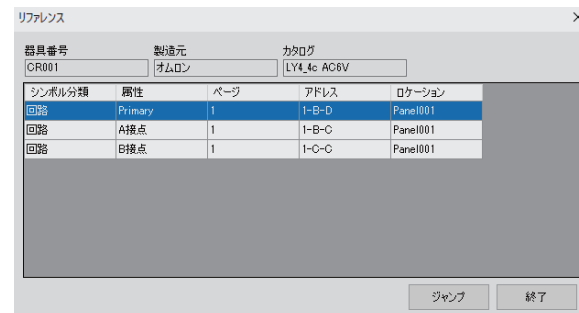 リファレンス ×
器具番号 製造元 カタログ
CR001 オムロン LY4_4c AC6V
シンボル分類 属性 ページ アドレス ロケーション
回路 Primary 1 1-B-D Panel001
回路 A接点 1 1-B-C Panel001
回路 B接点 1 1-C-C Panel001
ジャンプ 終了